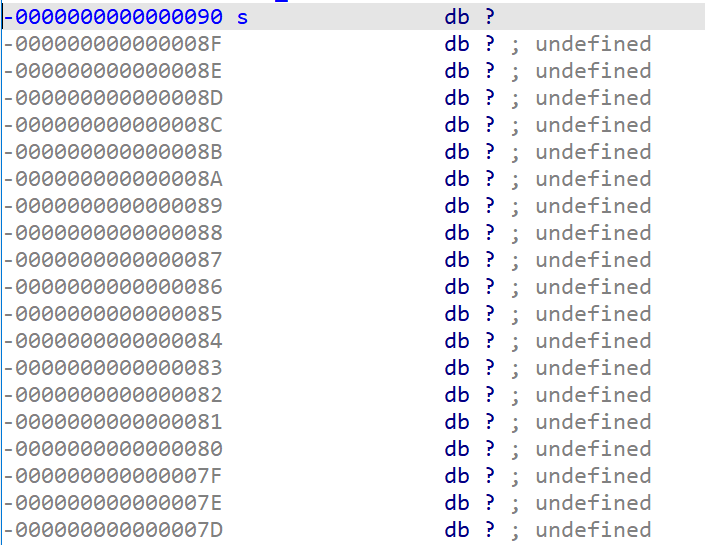 -0000000000000090 s db ?
-000000000000008F db ? ; undefined
-000000000000008E db ? ; undefined
-000000000000008D db ? ; undefined
-000000000000008C db ? ; undefined
-000000000000008B db ? ; undefined
-000000000000008A db ? ; undefined
-0000000000000089 db ? ; undefined
-0000000000000088 db ? ; undefined
-0000000000000087 db ? ; undefined
-0000000000000086 db ? ; undefined
-0000000000000085 db ? ; undefined
-0000000000000084 db ? ; undefined
-0000000000000083 db ? ; undefined
-0000000000000082 db ? ; undefined
-0000000000000081 db ? ; undefined
-0000000000000080 db ? ; undefined
-000000000000007F db ? ; undefined
-000000000000007E db ? ; undefined
-000000000000007D db ? ; undefined